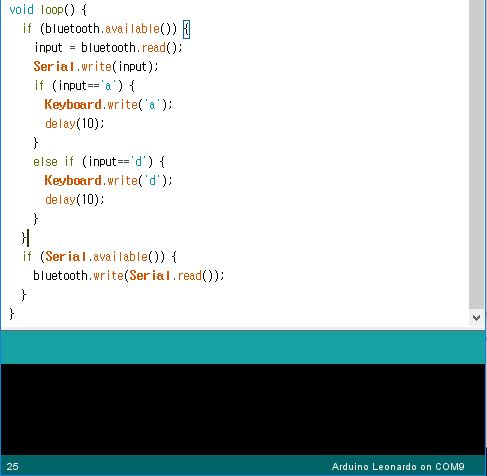 void loop() {
if (bluetooth.available()) {
input = bluetooth.read();
Serial.write(input);
if (input=='a') {
Keyboard.write('a');
delay(10);
}
else if (input=='d') {
Keyboard.write('d');
delay(10);
}
}
if (Serial.available()) {
bluetooth.write(Serial.read());
}
}
25 Arduino Leonardo on COM9